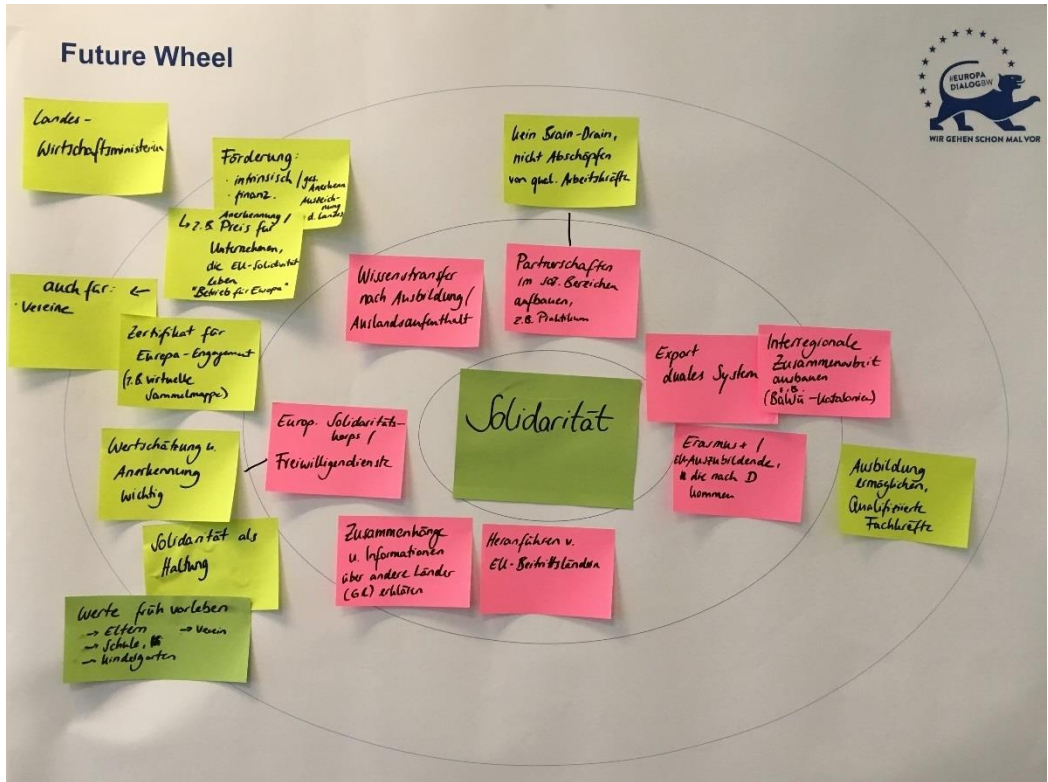 Future Wheel
#EUROPA
DIALOGBW
WIR GEHEN SCHON MAL VOR
Landes-
Wirtschaftsministerin
Förderung:
· intrinsisch / ges.
Anerkenn
· finanz.
Auszeich-
nung
d. Landes
Anerkennung /
↳ z.B. Preis für
Unternehmen,
die EU-Solidarität
leben
"Betrieb für Europa"
auch für: ←
· Vereine
Zertifikat für
Europa-Engagement
(z.B. virtuelle
Sammelmappe)
Wertschätzung u.
Anerkennung
wichtig
Solidarität als
Haltung
Werte früh vorleben
→ Eltern → Verein
→ Schule,
→ Kindergarten
kein Brain-Drain,
nicht Abschöpfen
von qual. Arbeitskräfte
Wissenstransfer
nach Ausbildung /
Auslandsaufenthalt
Partnerschaften
im soz. Bereichen
aufbauen,
z.B. Praktikum
Europ. Solidaritäts-
korps /
Freiwilligendienste
Solidarität
Export
duales System
Interregionale
Zusammenarbeit
ausbauen
z.B.
(BaWü-Katalonien)
Erasmus+ /
EU-Auszubildende,
die nach D
kommen
Ausbildung
ermöglichen,
Qualifizierte
Fachkräfte
Zusammenhänge
u. Informationen
über andere Länder
(GR) erklären
Heranführen v.
EU-Beitrittsländern